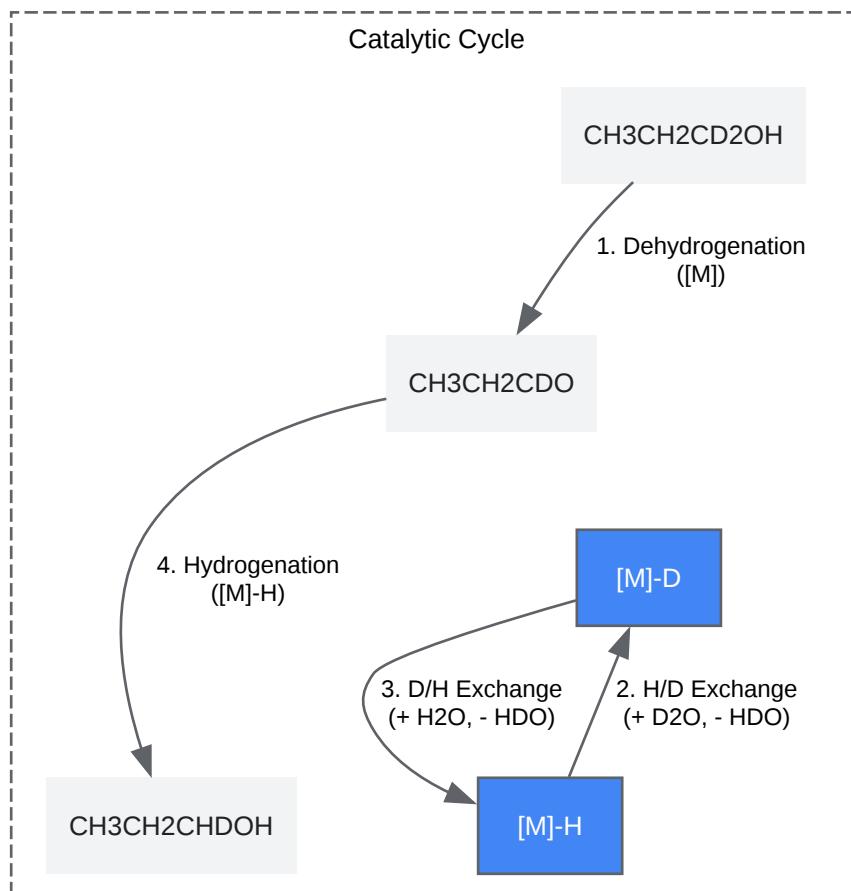 Catalytic Cycle
CH3CH2CD2OH
1. Dehydrogenation
([M])
CH3CH2CDO
4. Hydrogenation
([M]-H)
[M]-D
3. D/H Exchange
(+ H2O, - HDO)
2. H/D Exchange
(+ D2O, - HDO)
CH3CH2CHDOH
[M]-H